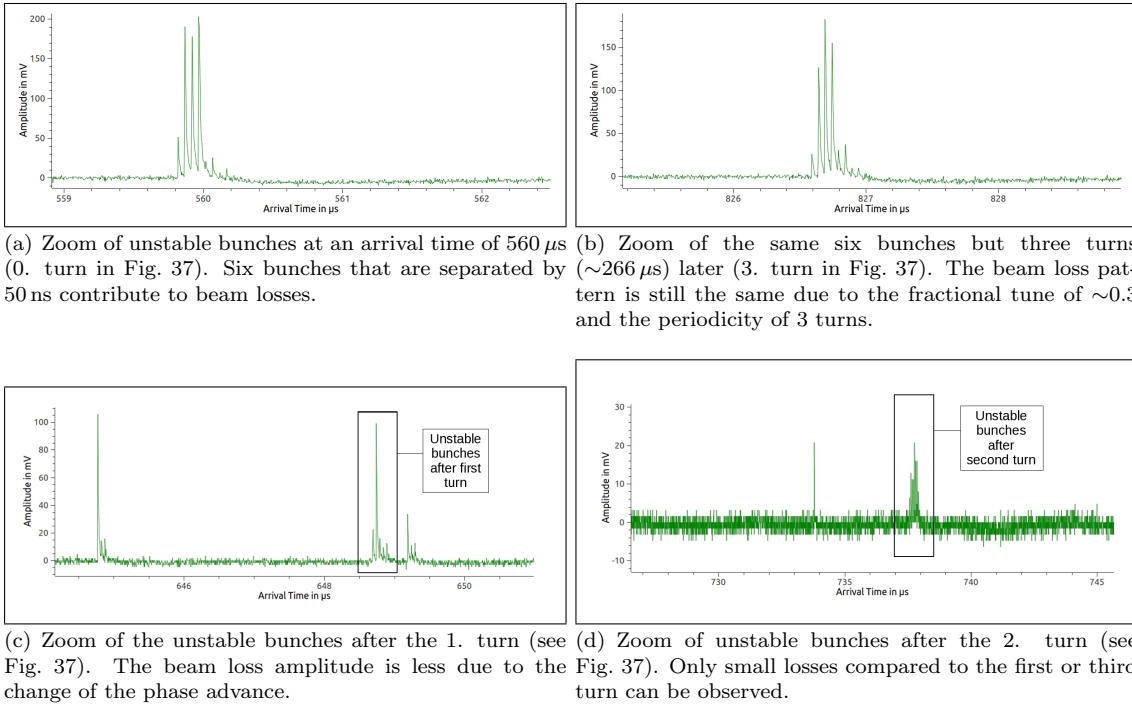 200
150
100
50
0
Amplitude in mV
559
560
561
562
Arrival Time in µs
150
100
50
0
Amplitude in mV
826
827
828
Arrival Time in µs
(a) Zoom of unstable bunches at an arrival time of 560 µs
(0. turn in Fig. 37). Six bunches that are separated by
50 ns contribute to beam losses.
(b) Zoom of the same six bunches but three turns
(∼266 µs) later (3. turn in Fig. 37). The beam loss pat-
tern is still the same due to the fractional tune of ∼0.3
and the periodicity of 3 turns.
100
80
60
40
20
0
Amplitude in mV
646
648
650
Arrival Time in µs
Unstable
bunches
after first
turn
30
20
10
0
-10
Amplitude in mV
730
735
740
745
Arrival Time in µs
Unstable
bunches
after
second turn
(c) Zoom of the unstable bunches after the 1. turn (see
Fig. 37). The beam loss amplitude is less due to the
change of the phase advance.
(d) Zoom of unstable bunches after the 2. turn (see
Fig. 37). Only small losses compared to the first or third
turn can be observed.